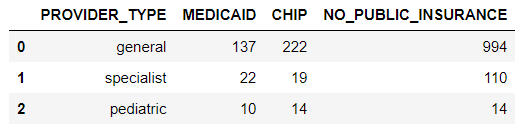 PROVIDER_TYPE MEDICAID CHIP NO_PUBLIC_INSURANCE
0 general 137 222 994
1 specialist 22 19 110
2 pediatric 10 14 14